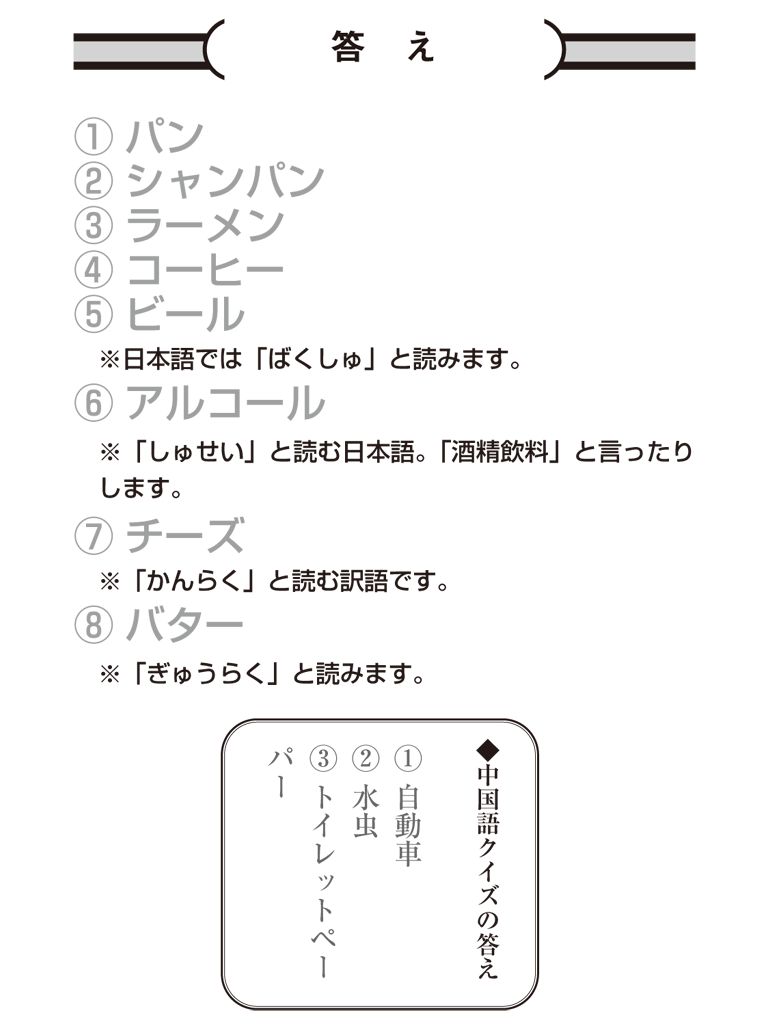 答え
① パン
② シャンパン
③ ラーメン
④ コーヒー
⑤ ビール
※日本語では「ばくしゅ」と読みます。
⑥ アルコール
※「しゅせい」と読む日本語。「酒精飲料」と言ったり
します。
⑦ チーズ
※「かんらく」と読む訳語です。
⑧ バター
※「ぎゅうらく」と読みます。
◆中国語クイズの答え
① 自動車
② 水虫
③ トイレットペー
パー